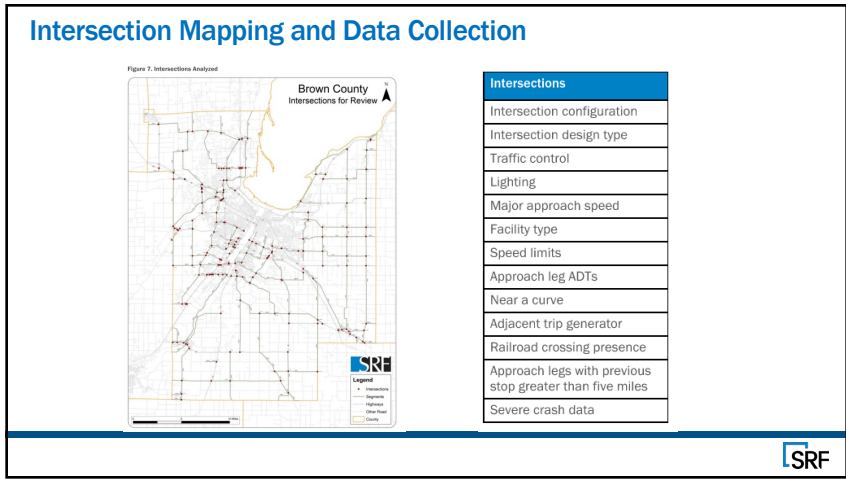 Intersection Mapping and Data Collection
Figure 7. Intersections Analyzed
Brown County
Intersections for Review
N
SRF
Legend
Intersections
Segments
Highways
Other Road
County
Intersections
Intersection configuration
Intersection design type
Traffic control
Lighting
Major approach speed
Facility type
Speed limits
Approach leg ADTs
Near a curve
Adjacent trip generator
Railroad crossing presence
Approach legs with previous
stop greater than five miles
Severe crash data
SRF